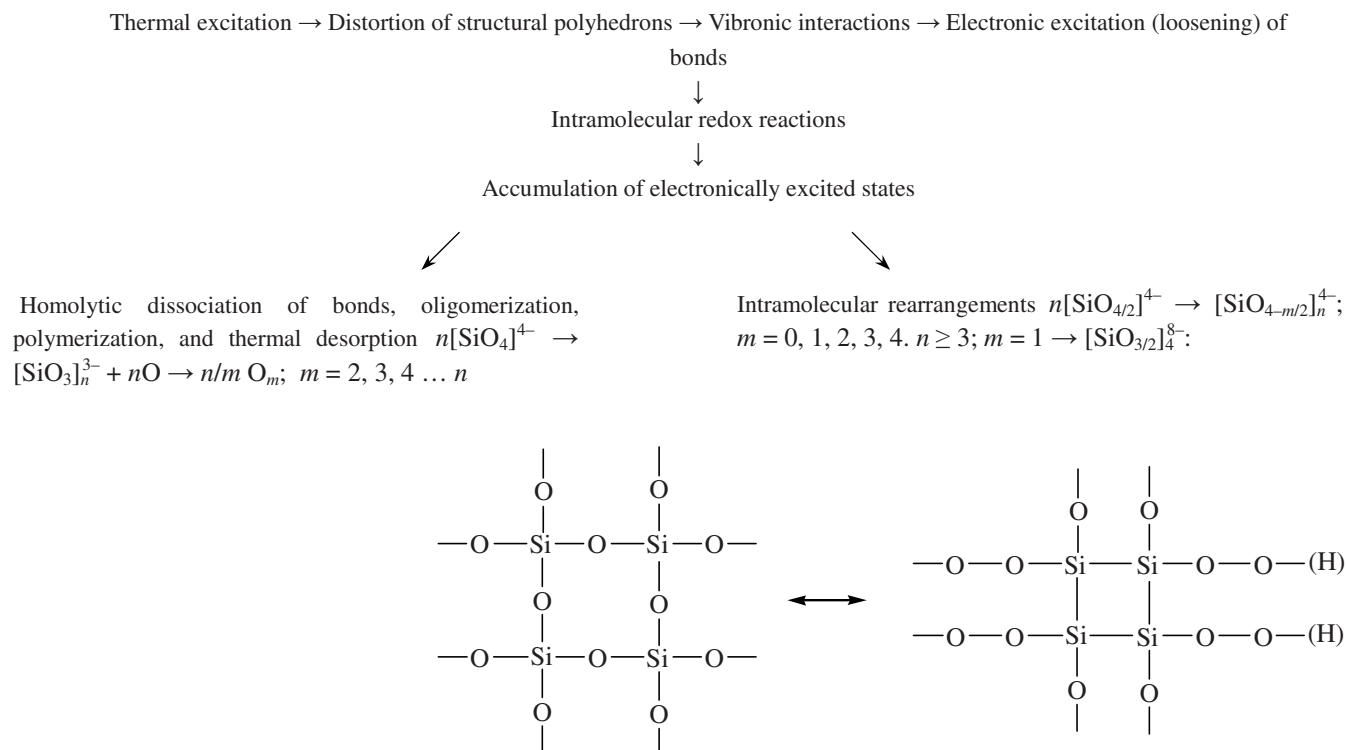 Thermal excitation → Distortion of structural polyhedrons → Vibronic interactions → Electronic excitation (loosening) of
bonds
↓
Intramolecular redox reactions
↓
Accumulation of electronically excited states
Homolytic dissociation of bonds, oligomerization,
polymerization, and thermal desorption n[SiO₄]⁴⁻ →
[SiO₃]ₙ³⁻ + nO → n/m Oₘ; m = 2, 3, 4 … n
Intramolecular rearrangements n[SiO₄/₂]⁴⁻ → [SiO₄₋ₘ/₂]ₙ⁴⁻;
m = 0, 1, 2, 3, 4. n ≥ 3; m = 1 → [SiO₃/₂]₄⁸⁻:
O O
—O—Si—O—Si—O—
O O
—O—Si—O—Si—O—
O O
O O
—O—O—Si—Si—O—O—(H)
—O—O—Si—Si—O—O—(H)
O O